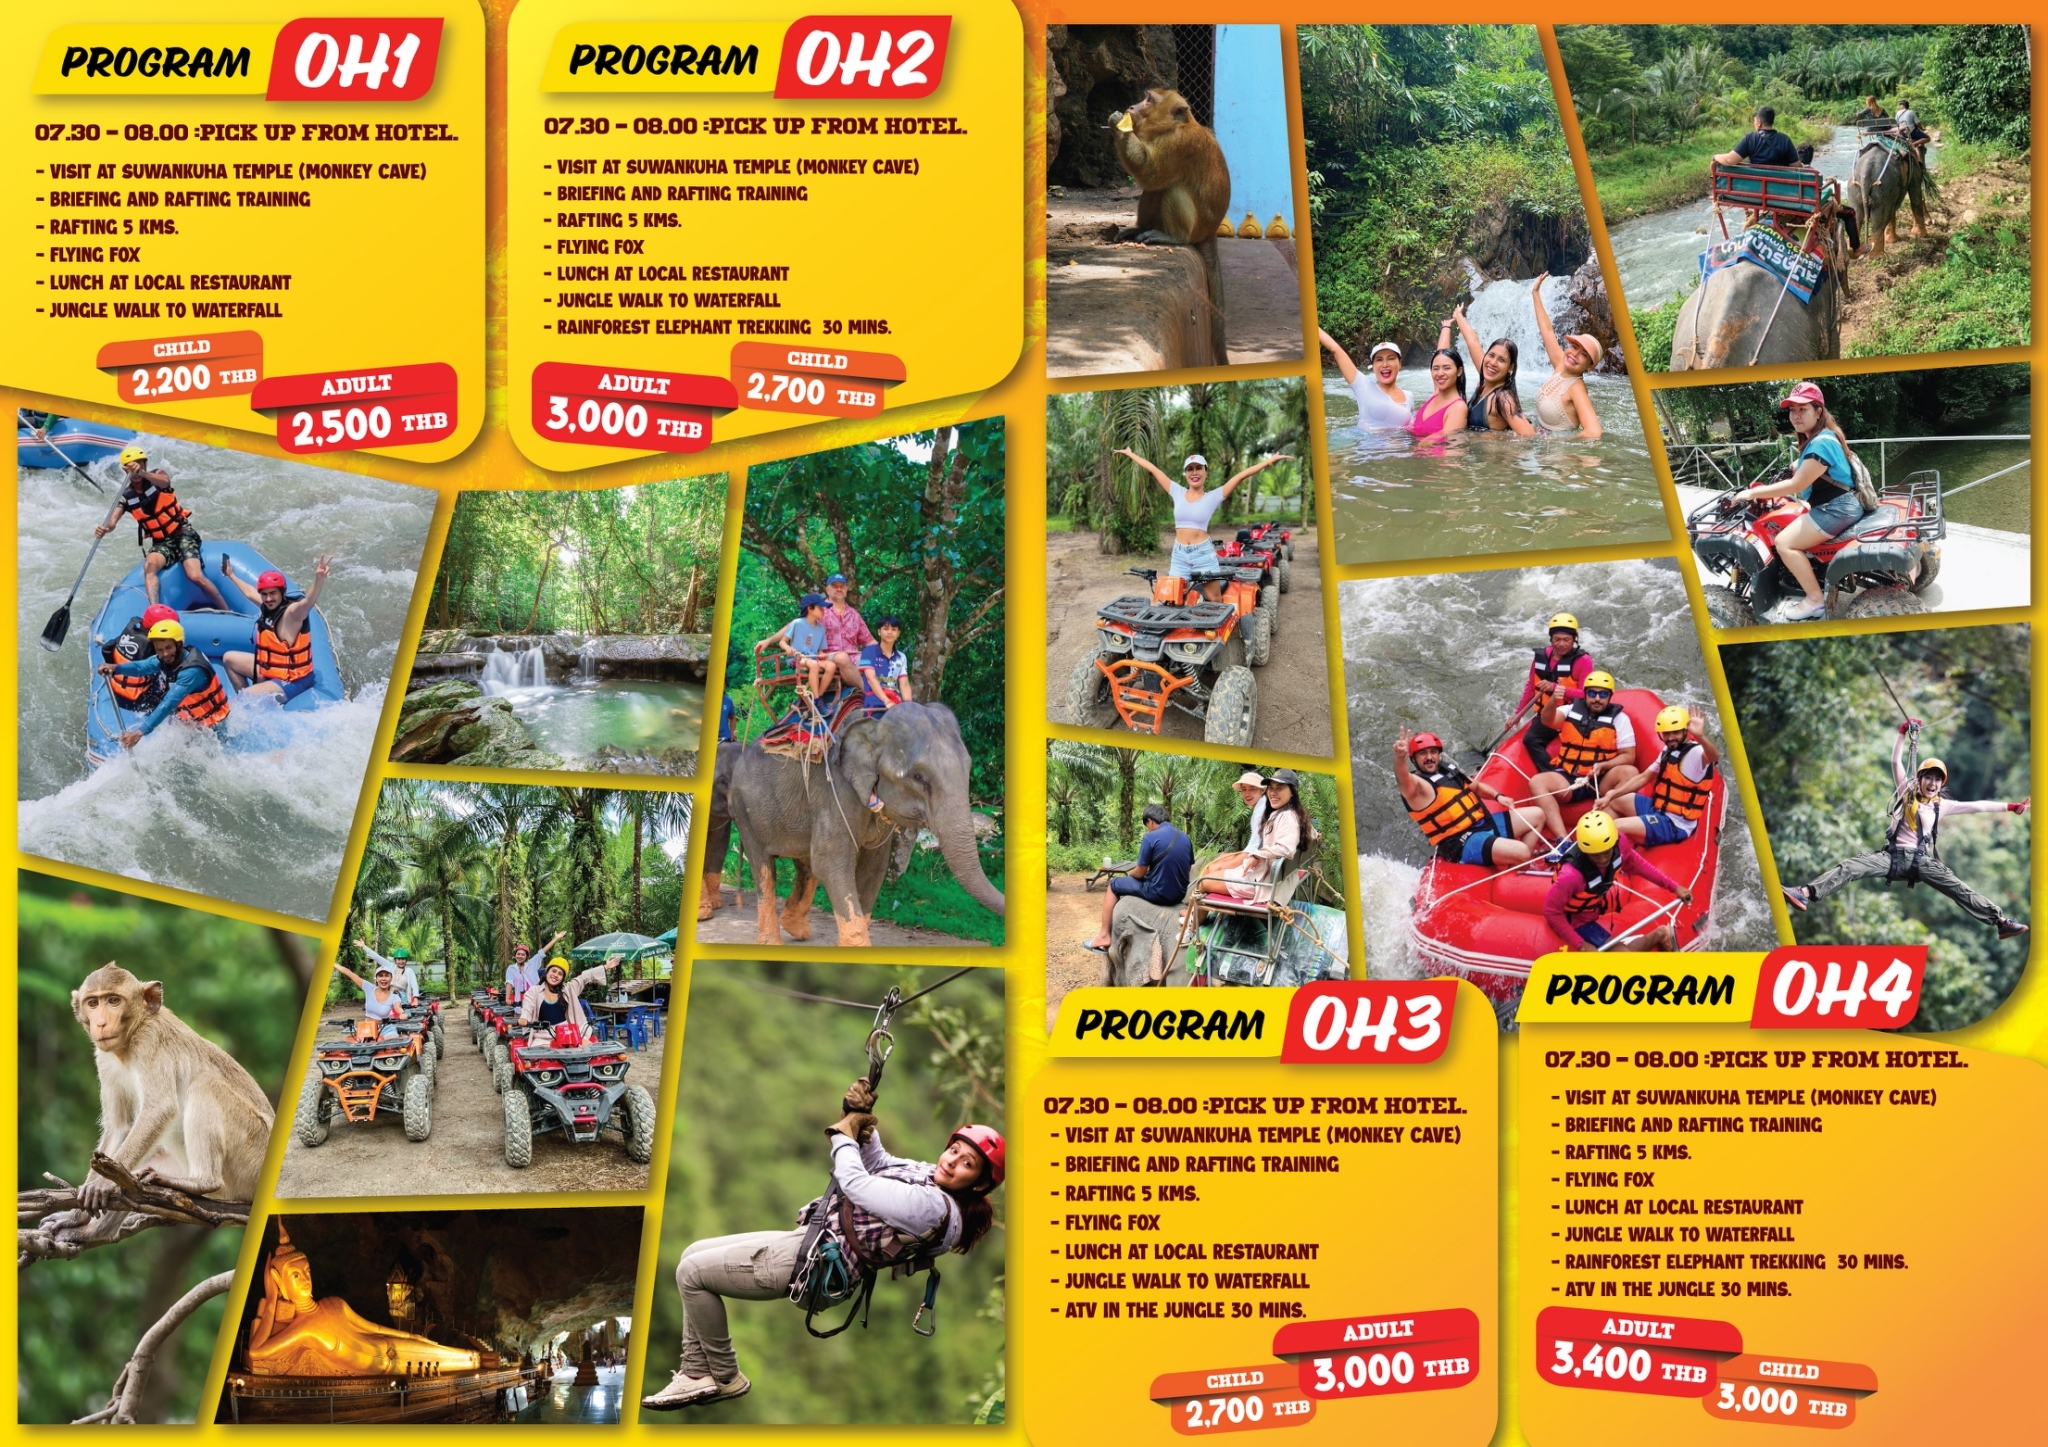 PROGRAM OH1
07.30 - 08.00 :PICK UP FROM HOTEL.
- VISIT AT SUWANKUHA TEMPLE (MONKEY CAVE)
- BRIEFING AND RAFTING TRAINING
- RAFTING 5 KMS.
- FLYING FOX
- LUNCH AT LOCAL RESTAURANT
- JUNGLE WALK TO WATERFALL
CHILD
2,200 THB
ADULT
2,500 THB
PROGRAM OH2
07.30 - 08.00 :PICK UP FROM HOTEL.
- VISIT AT SUWANKUHA TEMPLE (MONKEY CAVE)
- BRIEFING AND RAFTING TRAINING
- RAFTING 5 KMS.
- FLYING FOX
- LUNCH AT LOCAL RESTAURANT
- JUNGLE WALK TO WATERFALL
- RAINFOREST ELEPHANT TREKKING 30 MINS.
ADULT
3,000 THB
CHILD
2,700 THB
PROGRAM OH3
07.30 - 08.00 :PICK UP FROM HOTEL.
- VISIT AT SUWANKUHA TEMPLE (MONKEY CAVE)
- BRIEFING AND RAFTING TRAINING
- RAFTING 5 KMS.
- FLYING FOX
- LUNCH AT LOCAL RESTAURANT
- JUNGLE WALK TO WATERFALL
- ATV IN THE JUNGLE 30 MINS.
ADULT
3,000 THB
CHILD
2,700 THB
PROGRAM OH4
07.30 - 08.00 :PICK UP FROM HOTEL.
- VISIT AT SUWANKUHA TEMPLE (MONKEY CAVE)
- BRIEFING AND RAFTING TRAINING
- RAFTING 5 KMS.
- FLYING FOX
- LUNCH AT LOCAL RESTAURANT
- JUNGLE WALK TO WATERFALL
- RAINFOREST ELEPHANT TREKKING 30 MINS.
- ATV IN THE JUNGLE 30 MINS.
ADULT
3,400 THB
CHILD
3,000 THB